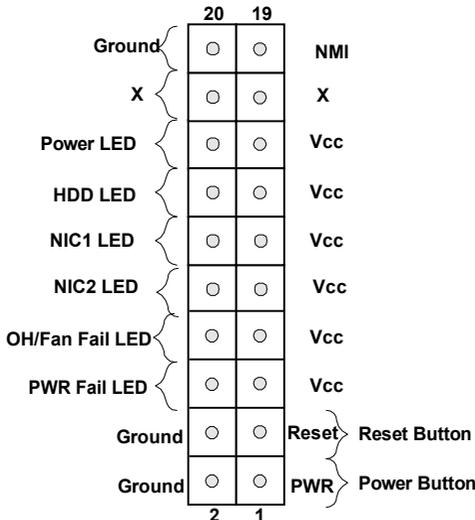 20 19
Ground NMI
X X
Power LED Vcc
HDD LED Vcc
NIC1 LED Vcc
NIC2 LED Vcc
OH/Fan Fail LED Vcc
PWR Fail LED Vcc
Ground Reset Reset Button
Ground PWR Power Button
2 1